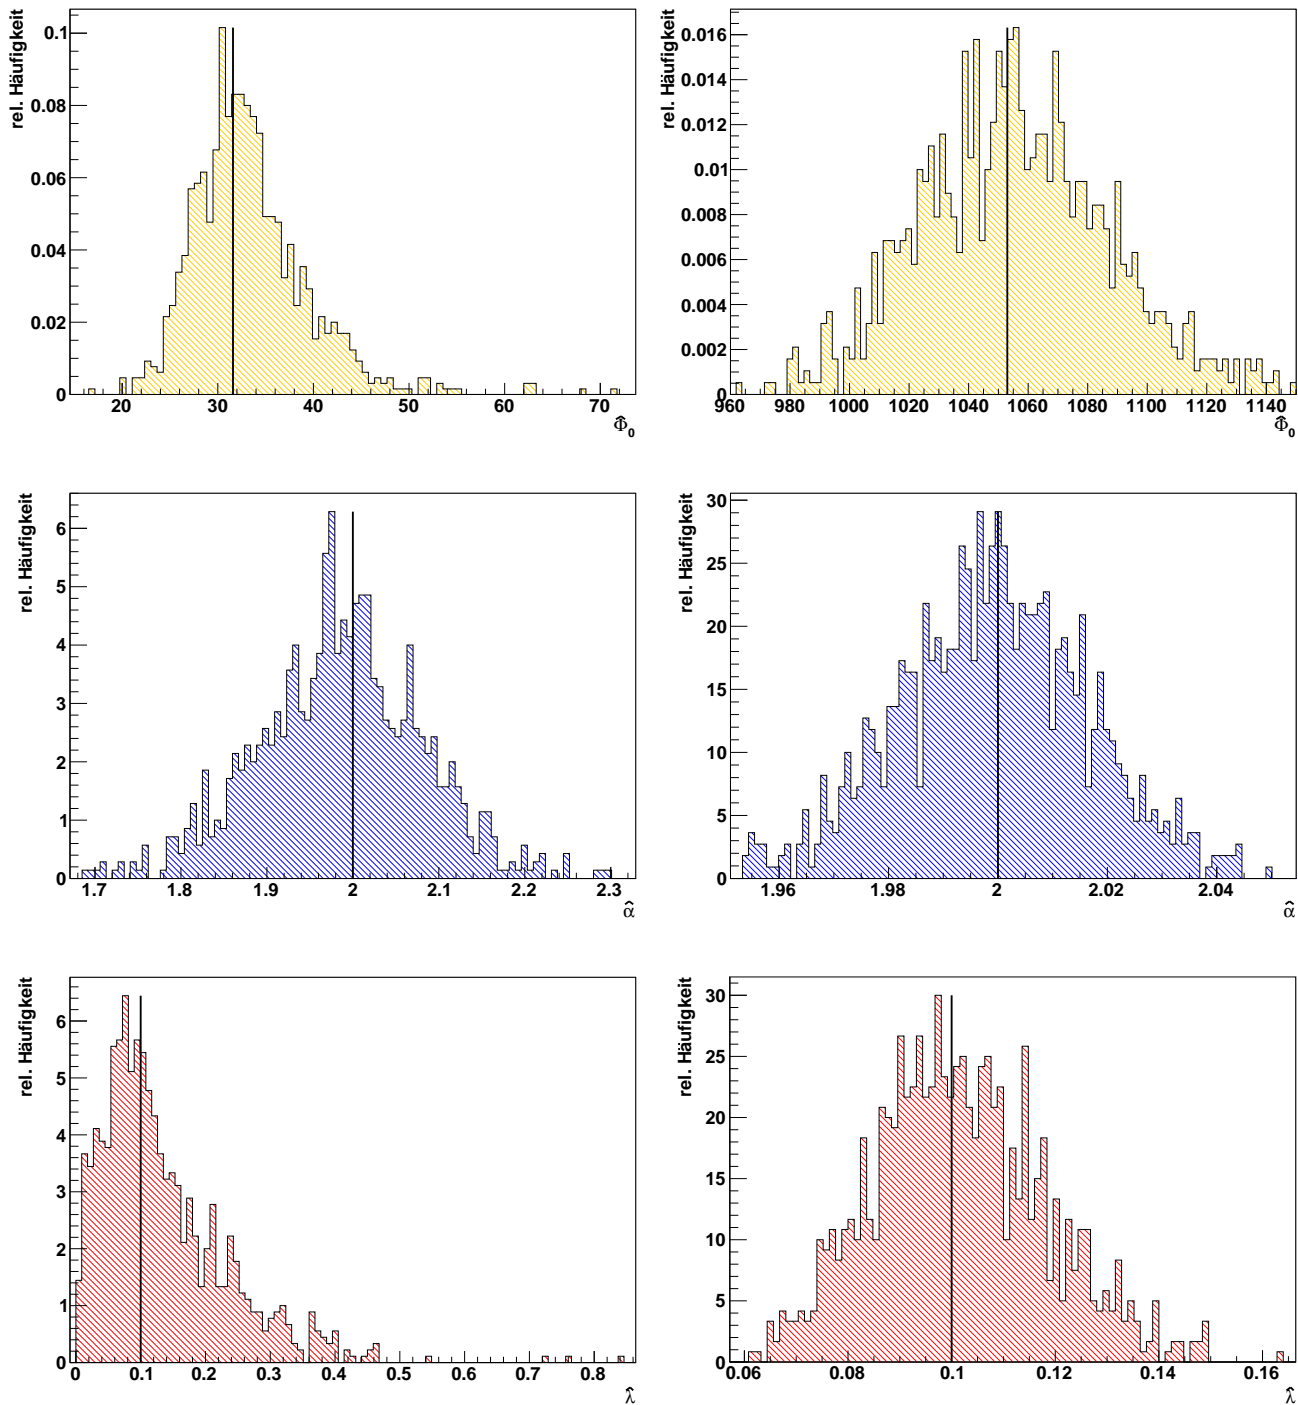 rel. Häufigkeit
0.1
0.08
0.06
0.04
0.02
0
20 30 40 50 60 70
Φ̂₀
rel. Häufigkeit
0.016
0.014
0.012
0.01
0.008
0.006
0.004
0.002
0
960 980 1000 1020 1040 1060 1080 1100 1120 1140
Φ̂₀
rel. Häufigkeit
6
5
4
3
2
1
0
1.7 1.8 1.9 2 2.1 2.2 2.3
α̂
rel. Häufigkeit
30
25
20
15
10
5
0
1.96 1.98 2 2.02 2.04
α̂
rel. Häufigkeit
6
5
4
3
2
1
0
0 0.1 0.2 0.3 0.4 0.5 0.6 0.7 0.8
λ̂
rel. Häufigkeit
30
25
20
15
10
5
0
0.06 0.08 0.1 0.12 0.14 0.16
λ̂